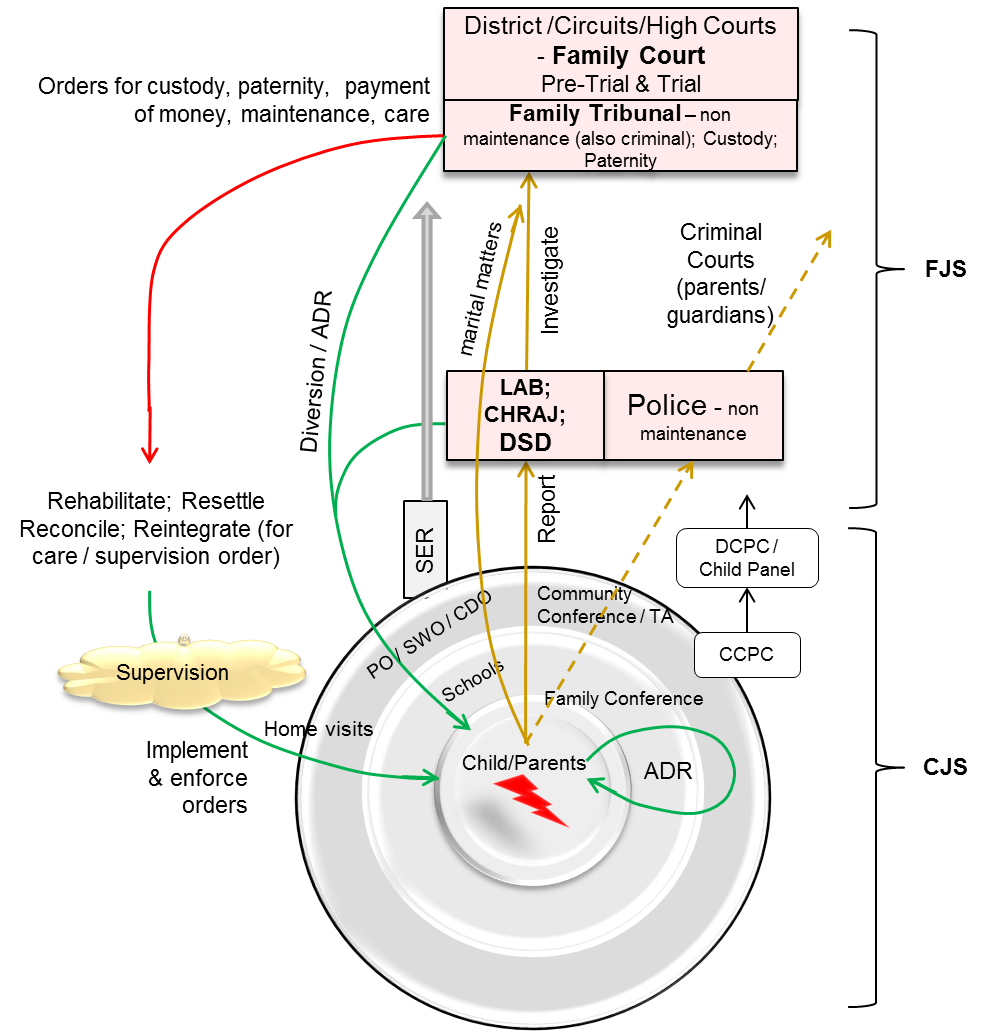 District /Circuits/High Courts
- Family Court
Pre-Trial & Trial
Family Tribunal – non
maintenance (also criminal); Custody;
Paternity
Orders for custody, paternity, payment
of money, maintenance, care
FJS
Criminal
Courts
(parents/
guardians)
marital matters
Investigate
Diversion / ADR
LAB;
CHRAJ;
DSD
Police - non
maintenance
Report
Rehabilitate; Resettle
Reconcile; Reintegrate (for
care / supervision order)
SER
DCPC /
Child Panel
CCPC
Community
Conference / TA
PO / SWO / CDO
Schools
Family Conference
Supervision
Home visits
Implement
& enforce
orders
Child/Parents
ADR
CJS